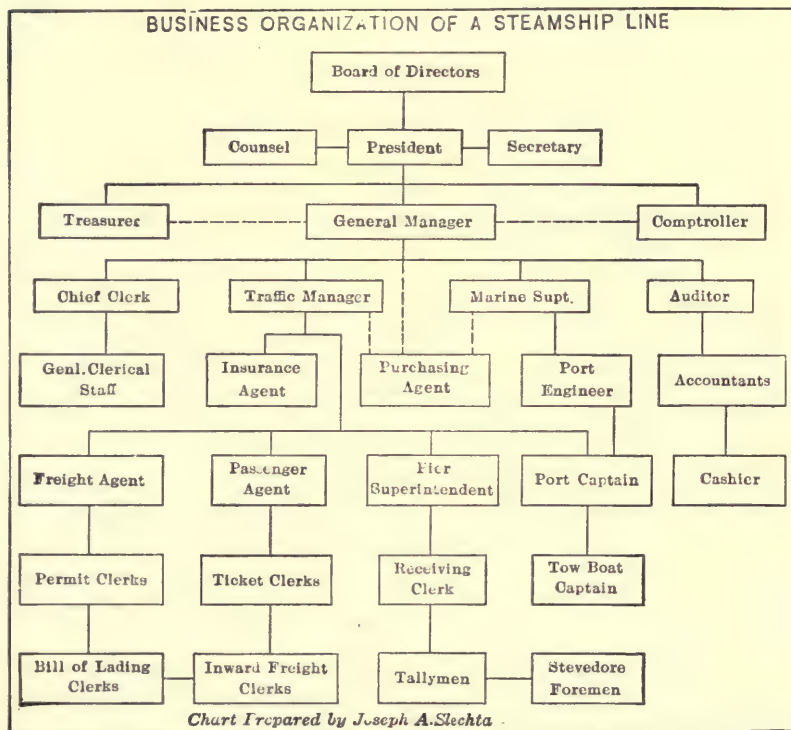 BUSINESS ORGANIZATION OF A STEAMSHIP LINE
Board of Directors
Counsel
President
Secretary
Treasurer
General Manager
Comptroller
Chief Clerk
Traffic Manager
Marine Supt.
Auditor
Genl. Clerical
Staff
Insurance
Agent
Purchasing
Agent
Port
Engineer
Accountants
Freight Agent
Passenger
Agent
Pier
Superintendent
Port Captain
Cashier
Permit Clerks
Ticket Clerks
Receiving
Clerk
Tow Boat
Captain
Bill of Lading
Clerks
Inward Freight
Clerks
Tallymen
Stevedore
Foremen
Chart Prepared by Joseph A. Slechta